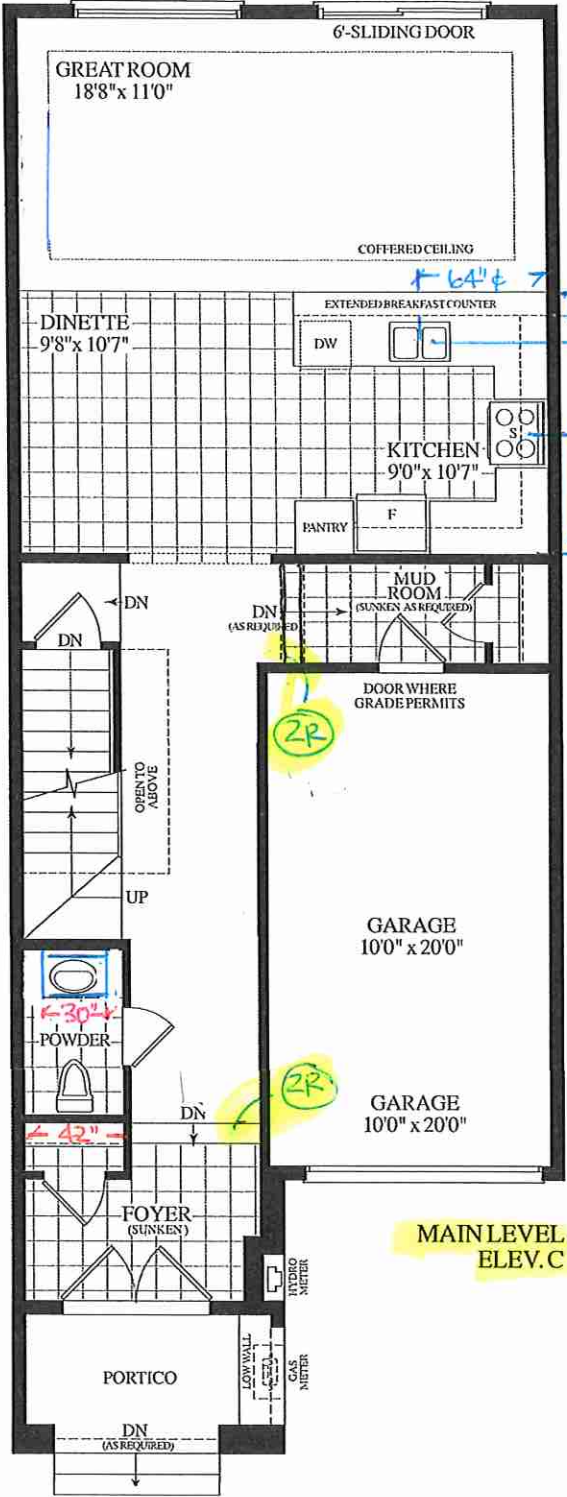 6'-SLIDING DOOR
GREAT ROOM
18'8"x 11'0"
COFFERED CEILING
64"¢
EXTENDED BREAKFAST COUNTER
DINETTE
9'8"x 10'7"
DW
S
KITCHEN
9'0"x 10'7"
PANTRY
F
DN
MUD
ROOM
(SUNKEN AS REQUIRED)
DN
(AS REQUIRED)
DN
DOOR WHERE
GRADE PERMITS
2R
OPEN TO
ABOVE
UP
GARAGE
10'0" x 20'0"
30"
POWDER
2R
DN
GARAGE
10'0" x 20'0"
42"
FOYER
(SUNKEN)
MAIN LEVEL
ELEV. C
HYDRO
METER
PORTICO
LOW WALL
GAS
METER
DN
(AS REQUIRED)